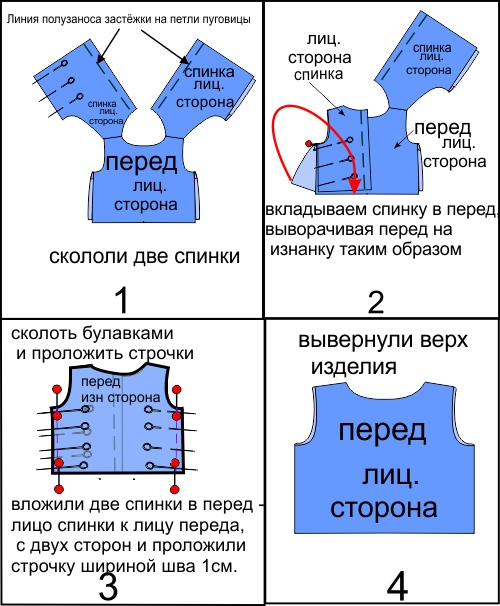 Линия полузаноса застёжки на петли пуговицы
спинка
лиц.
сторона
спинка
лиц.
сторона
перед
лиц.
сторона
скололи две спинки
1
лиц.
сторона
спинка
спинка
лиц.
сторона
перед
лиц.
сторона
вкладываем спинку в перед,
выворачивая перед на
изнанку таким образом
2
сколоть булавками
и проложить строчки
перед
изн сторона
вложили две спинки в перед -
лицо спинки к лицу переда,
с двух сторон и проложили
строчку шириной шва 1см.
3
вывернули верх
изделия
перед
лиц.
сторона
4